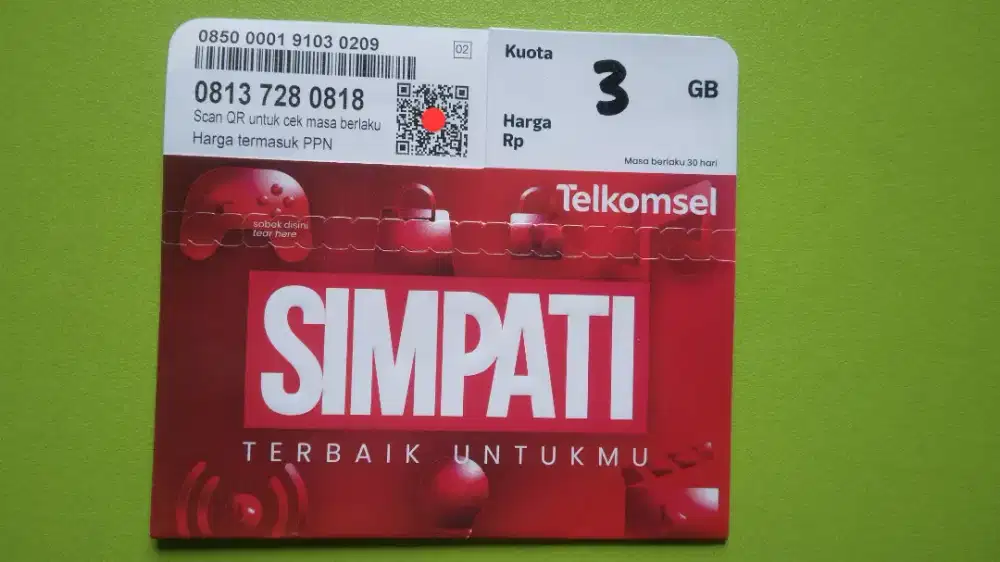 0850 0001 9103 0209
02
0813 728 0818
Scan QR untuk cek masa berlaku
Harga termasuk PPN
Kuota
3 GB
Harga
Rp
Masa berlaku 30 hari
Telkomsel
sobek disini
tear here
SIMPATI
TERBAIK UNTUKMU